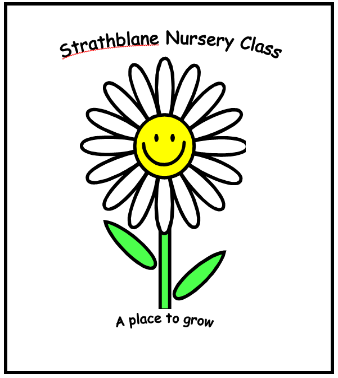 Strathblane Nursery Class
A place to grow